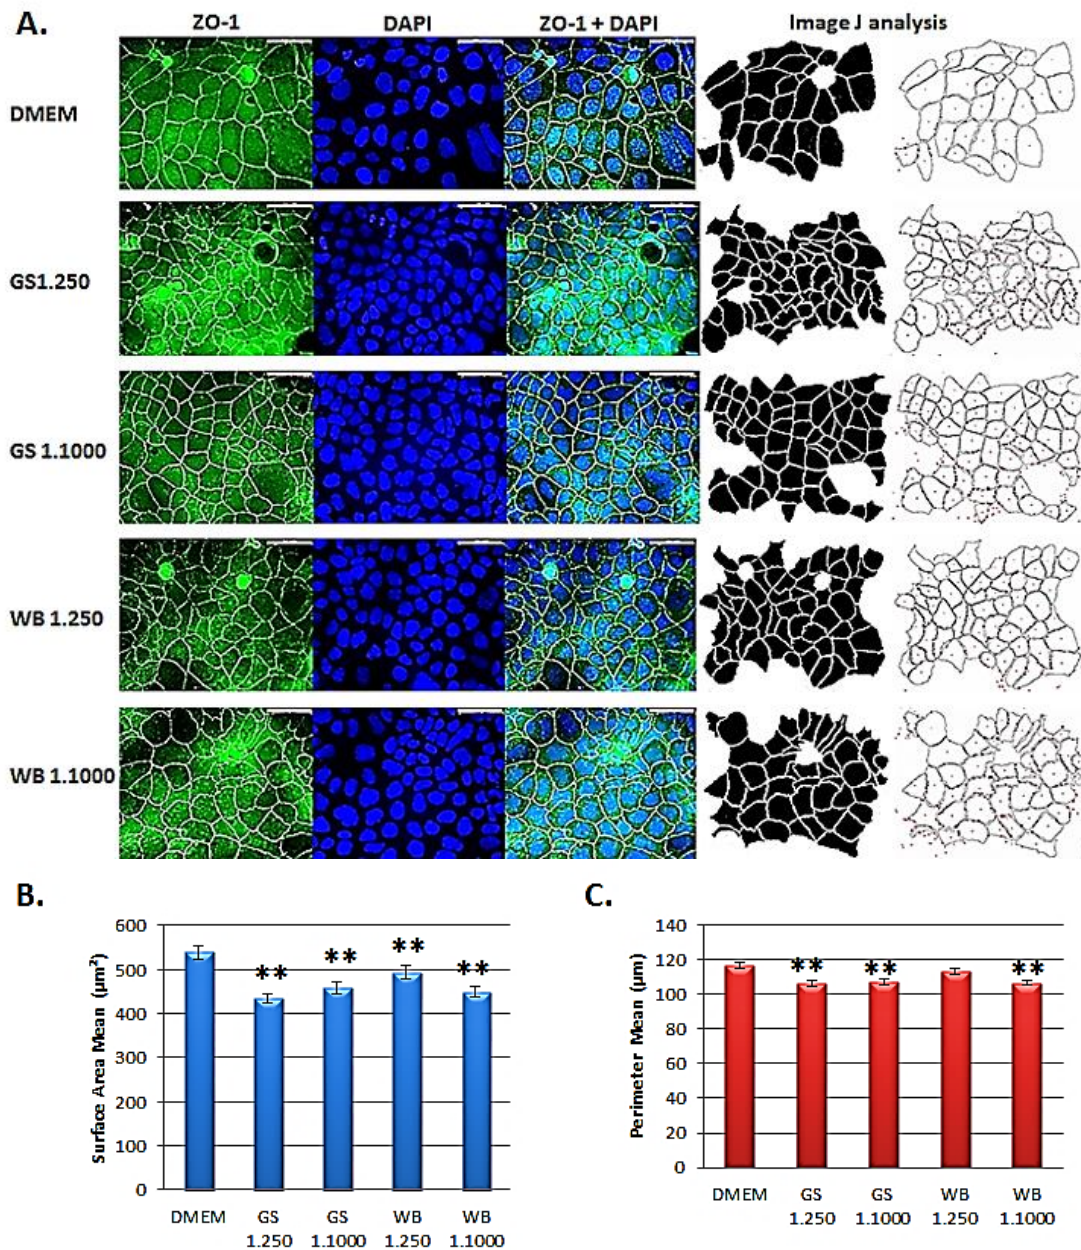 A.
ZO-1 DAPI ZO-1 + DAPI Image J analysis
DMEM
GS1.250
GS 1.1000
WB 1.250
WB 1.1000
B.
Surface Area Mean (µm²)
600
500
400
300
200
100
0
** ** ** **
DMEM GS 1.250 GS 1.1000 WB 1.250 WB 1.1000
C.
Perimeter Mean (µm)
140
120
100
80
60
40
20
0
** ** **
DMEM GS 1.250 GS 1.1000 WB 1.250 WB 1.1000